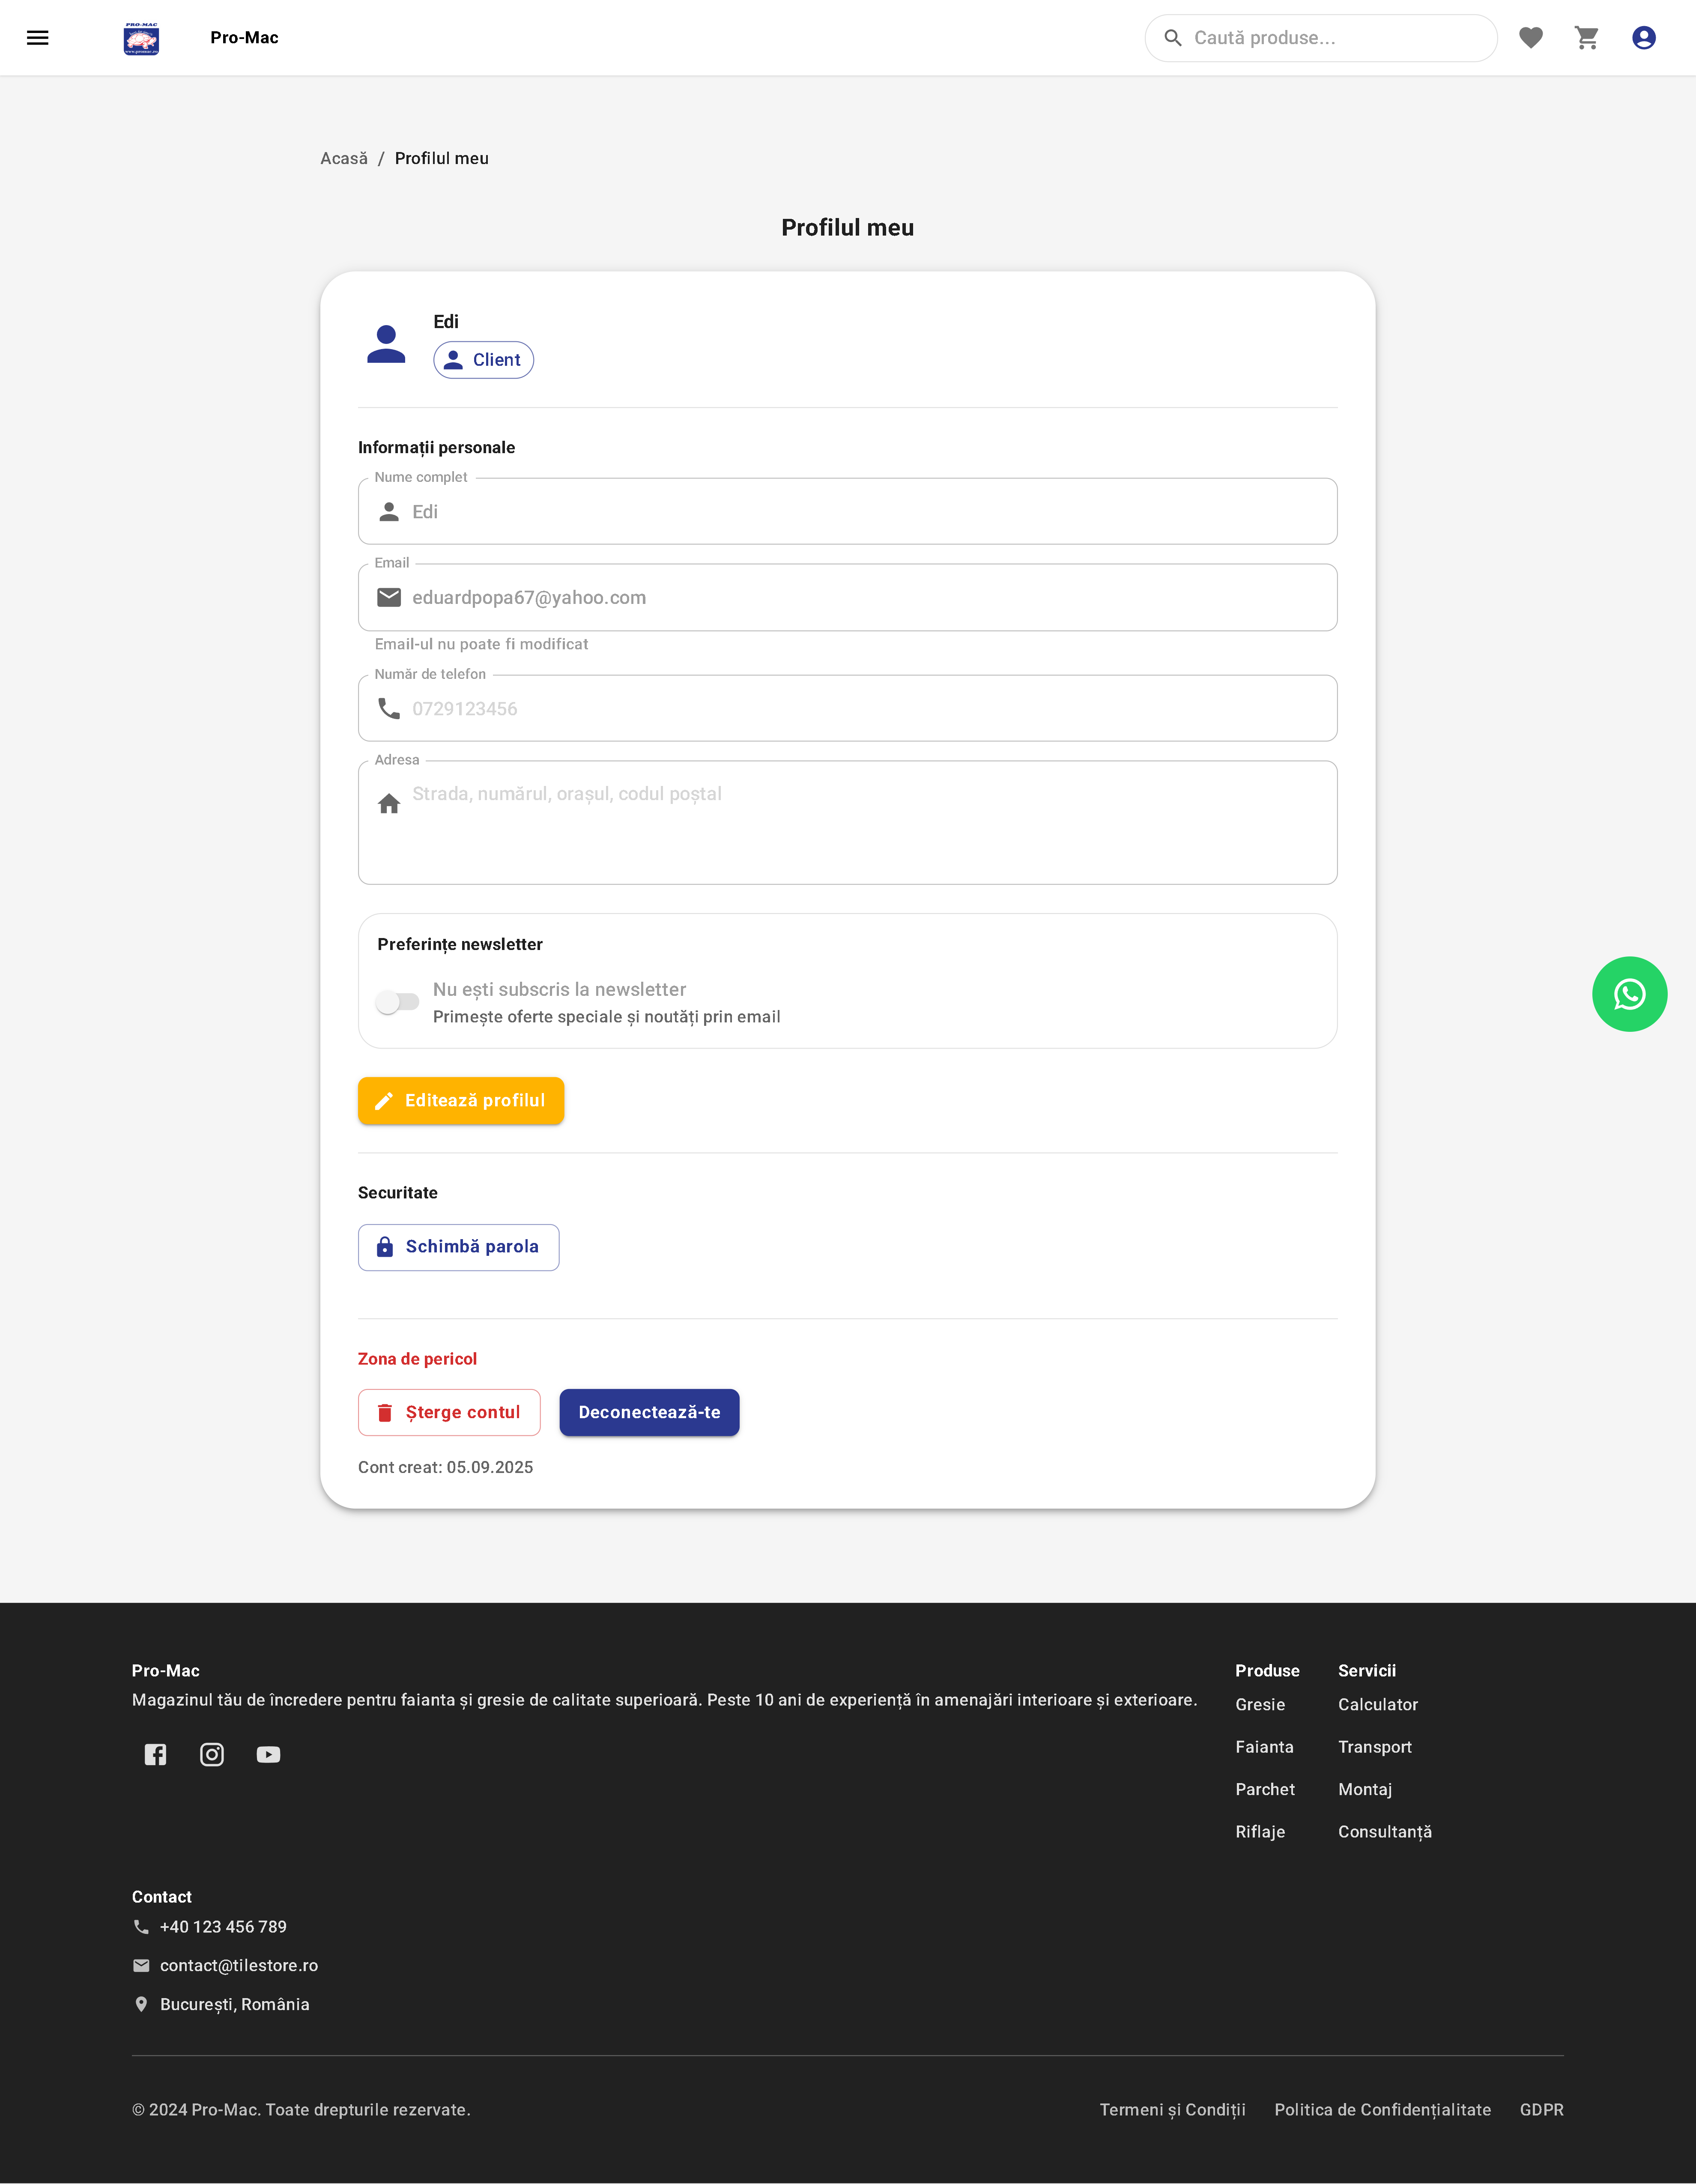 PRO-MAC
www.promac.ro
Pro-Mac
Caută produse...
Acasă / Profilul meu
Profilul meu
Edi
Client
Informații personale
Nume complet
Edi
Email
eduardpopa67@yahoo.com
Email-ul nu poate fi modificat
Număr de telefon
0729123456
Adresa
Strada, numărul, orașul, codul poștal
Preferințe newsletter
Nu ești subscris la newsletter
Primește oferte speciale și noutăți prin email
Editează profilul
Securitate
Schimbă parola
Zona de pericol
Șterge contul
Deconectează-te
Cont creat: 05.09.2025
Pro-Mac
Magazinul tău de încredere pentru faianta și gresie de calitate superioară. Peste 10 ani de experiență în amenajări interioare și exterioare.
Produse
Gresie
Faianta
Parchet
Riflaje
Servicii
Calculator
Transport
Montaj
Consultanță
Contact
+40 123 456 789
contact@tilestore.ro
București, România
© 2024 Pro-Mac. Toate drepturile rezervate.
Termeni și Condiții
Politica de Confidențialitate
GDPR